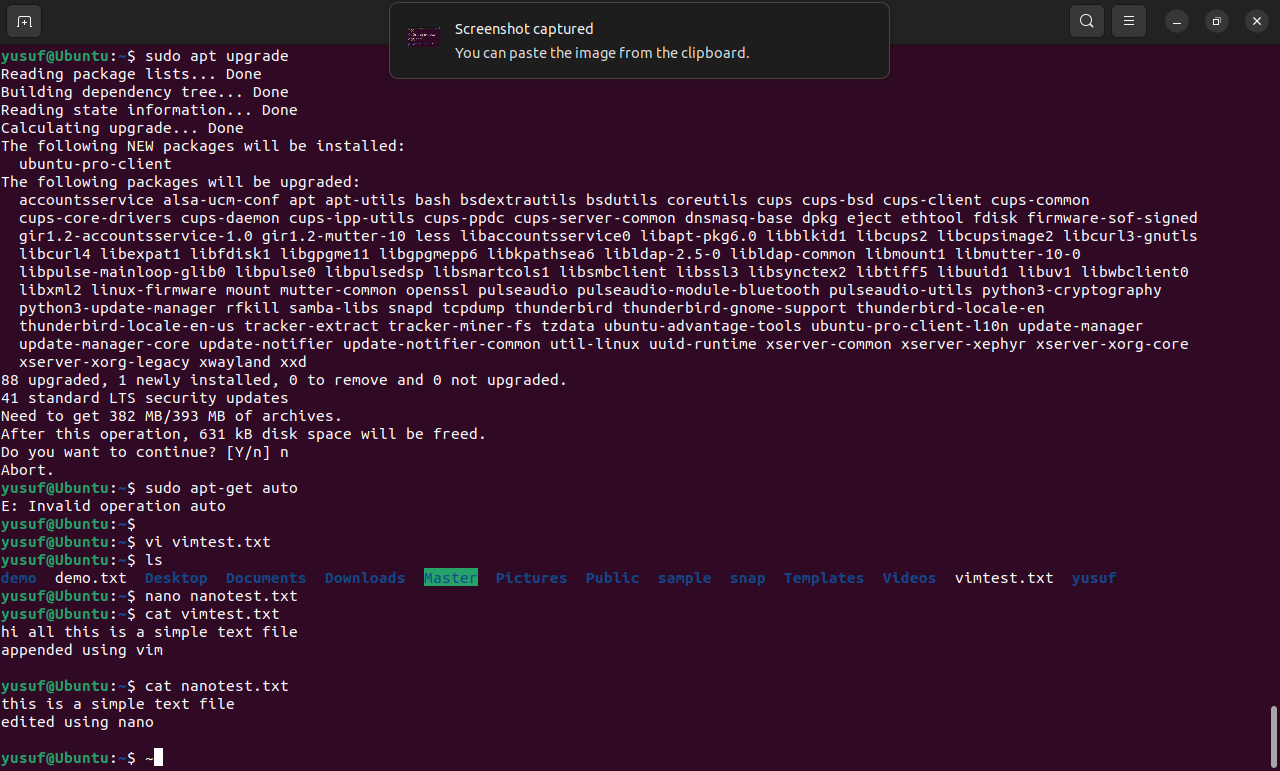 Screenshot captured
You can paste the image from the clipboard.
yusuf@Ubuntu:~$ sudo apt upgrade
Reading package lists... Done
Building dependency tree... Done
Reading state information... Done
Calculating upgrade... Done
The following NEW packages will be installed:
  ubuntu-pro-client
The following packages will be upgraded:
  accountsservice alsa-ucm-conf apt apt-utils bash bsdextrautils bsdutils coreutils cups cups-bsd cups-client cups-common
  cups-core-drivers cups-daemon cups-ipp-utils cups-ppdc cups-server-common dnsmasq-base dpkg eject ethtool fdisk firmware-sof-signed
  gir1.2-accountsservice-1.0 gir1.2-mutter-10 less libaccountsservice0 libapt-pkg6.0 libblkid1 libcups2 libcupsimage2 libcurl3-gnutls
  libcurl4 libexpat1 libfdisk1 libgpgme11 libgpgmepp6 libkpathsea6 libldap-2.5-0 libldap-common libmount1 libmutter-10-0
  libpulse-mainloop-glib0 libpulse0 libpulsedsp libsmartcols1 libsmbclient libssl3 libsynctex2 libtiff5 libuuid1 libuv1 libwbclient0
  libxml2 linux-firmware mount mutter-common openssl pulseaudio pulseaudio-module-bluetooth pulseaudio-utils python3-cryptography
  python3-update-manager rfkill samba-libs snapd tcpdump thunderbird thunderbird-gnome-support thunderbird-locale-en
  thunderbird-locale-en-us tracker-extract tracker-miner-fs tzdata ubuntu-advantage-tools ubuntu-pro-client-l10n update-manager
  update-manager-core update-notifier update-notifier-common util-linux uuid-runtime xserver-common xserver-xephyr xserver-xorg-core
  xserver-xorg-legacy xwayland xxd
88 upgraded, 1 newly installed, 0 to remove and 0 not upgraded.
41 standard LTS security updates
Need to get 382 MB/393 MB of archives.
After this operation, 631 kB disk space will be freed.
Do you want to continue? [Y/n] n
Abort.
yusuf@Ubuntu:~$ sudo apt-get auto
E: Invalid operation auto
yusuf@Ubuntu:~$
yusuf@Ubuntu:~$ vi vimtest.txt
yusuf@Ubuntu:~$ ls
demo  demo.txt  Desktop  Documents  Downloads  Master  Pictures  Public  sample  snap  Templates  Videos  vimtest.txt  yusuf
yusuf@Ubuntu:~$ nano nanotest.txt
yusuf@Ubuntu:~$ cat vimtest.txt
hi all this is a simple text file
appended using vim
yusuf@Ubuntu:~$ cat nanotest.txt
this is a simple text file
edited using nano
yusuf@Ubuntu:~$ ~